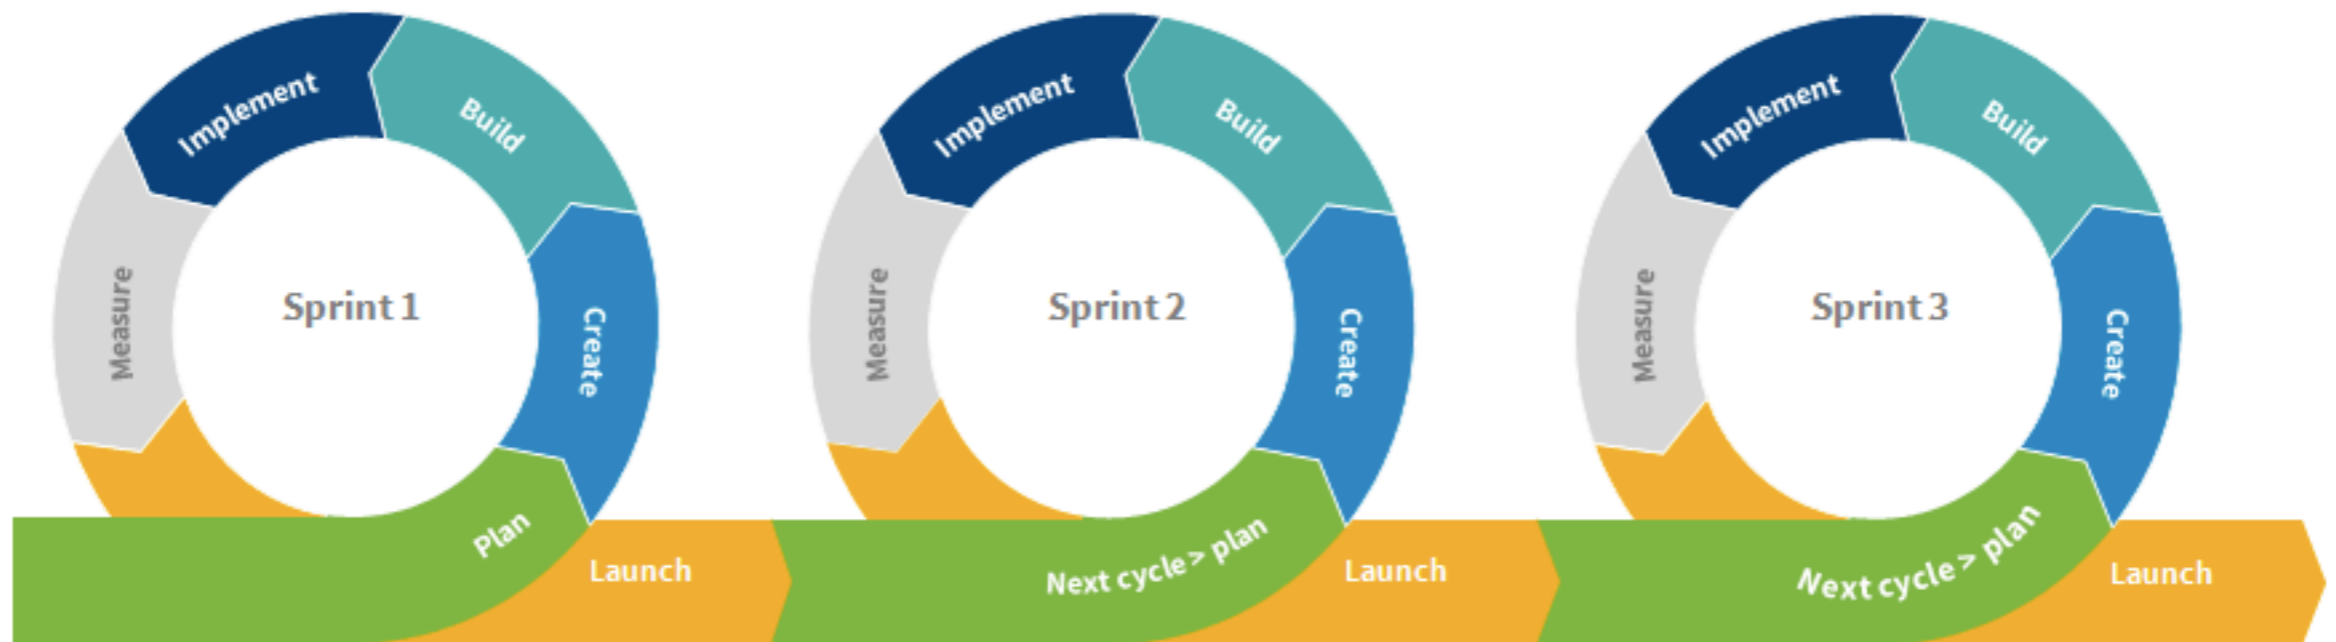 Sprint 1
Plan
Create
Build
Implement
Measure
Launch
Sprint 2
Next cycle > plan
Create
Build
Implement
Measure
Launch
Sprint 3
Next cycle > plan
Create
Build
Implement
Measure
Launch